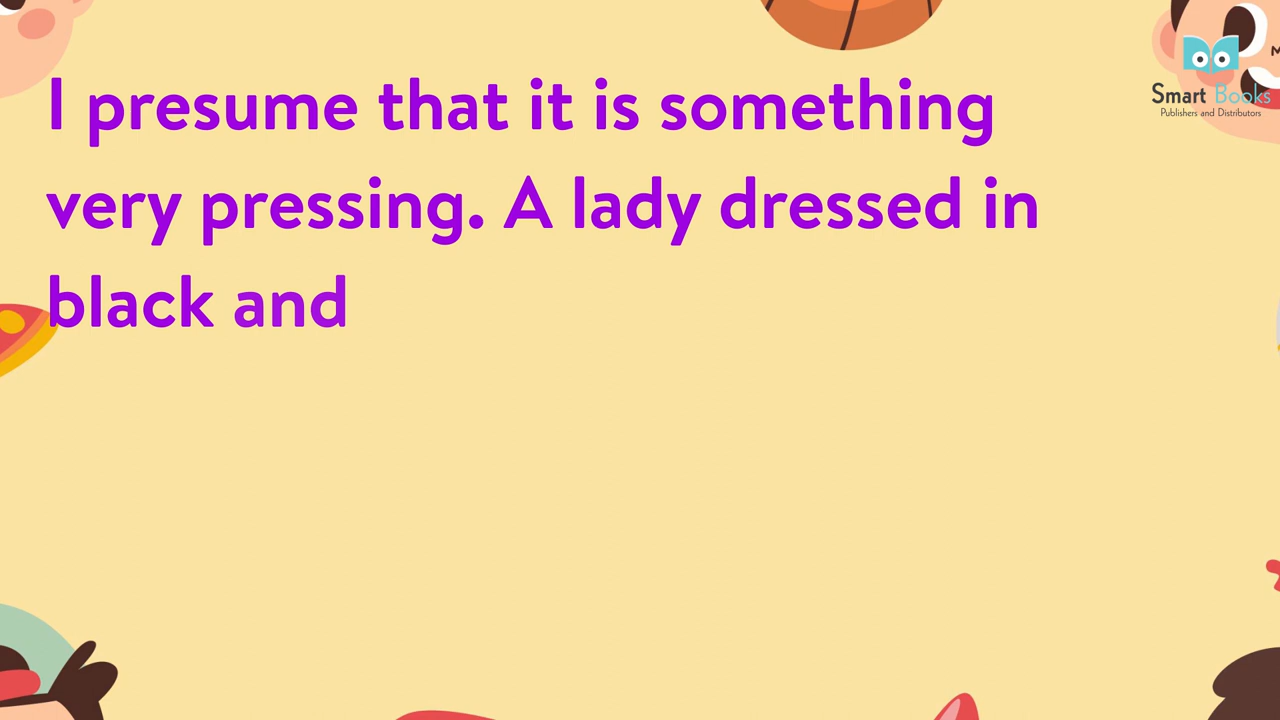 I presume that it is something
very pressing. A lady dressed in
black and
Smart Books
Publishers and Distributors